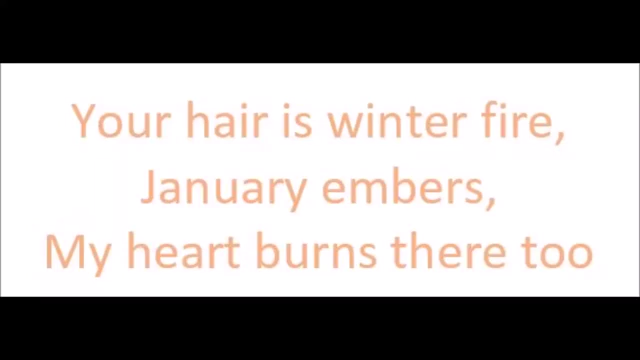 Your hair is winter fire,
January embers,
My heart burns there too